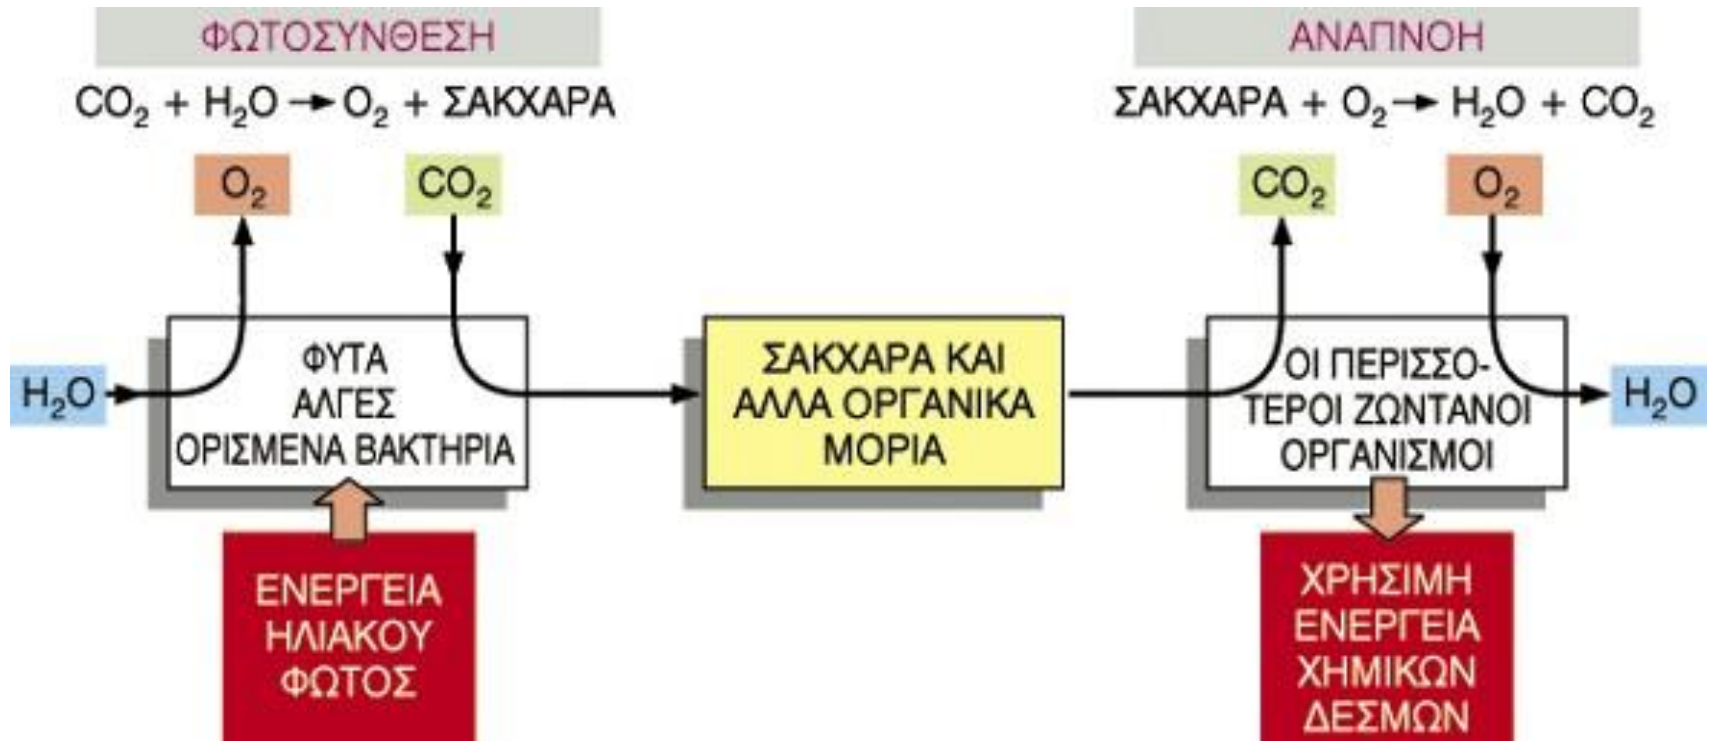 ΦΩΤΟΣΥΝΘΕΣΗ
CO₂ + H₂O → O₂ + ΣΑΚΧΑΡΑ
O₂
CO₂
H₂O
ΦΥΤΑ
ΑΛΓΕΣ
ΟΡΙΣΜΕΝΑ ΒΑΚΤΗΡΙΑ
ΕΝΕΡΓΕΙΑ
ΗΛΙΑΚΟΥ
ΦΩΤΟΣ
ΣΑΚΧΑΡΑ ΚΑΙ
ΑΛΛΑ ΟΡΓΑΝΙΚΑ
ΜΟΡΙΑ
ΑΝΑΠΝΟΗ
ΣΑΚΧΑΡΑ + O₂ → H₂O + CO₂
CO₂
O₂
ΟΙ ΠΕΡΙΣΣΟ-
ΤΕΡΟΙ ΖΩΝΤΑΝΟΙ
ΟΡΓΑΝΙΣΜΟΙ
H₂O
ΧΡΗΣΙΜΗ
ΕΝΕΡΓΕΙΑ
ΧΗΜΙΚΩΝ
ΔΕΣΜΩΝ